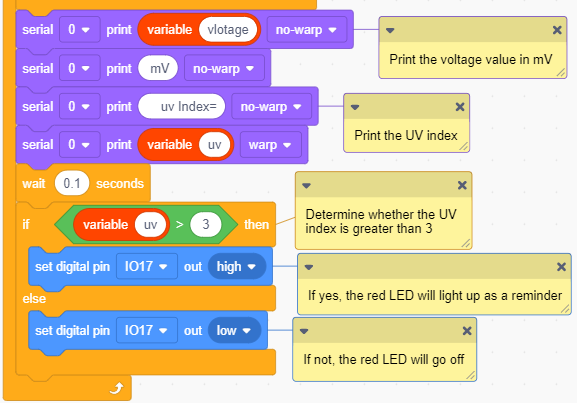 serial 0 print variable vlotage no-warp
Print the voltage value in mV
serial 0 print mV no-warp
serial 0 print uv Index= no-warp
Print the UV index
serial 0 print variable uv warp
wait 0.1 seconds
if variable uv > 3 then
Determine whether the UV
index is greater than 3
set digital pin IO17 out high
If yes, the red LED will light up as a reminder
else
set digital pin IO17 out low
If not, the red LED will go off